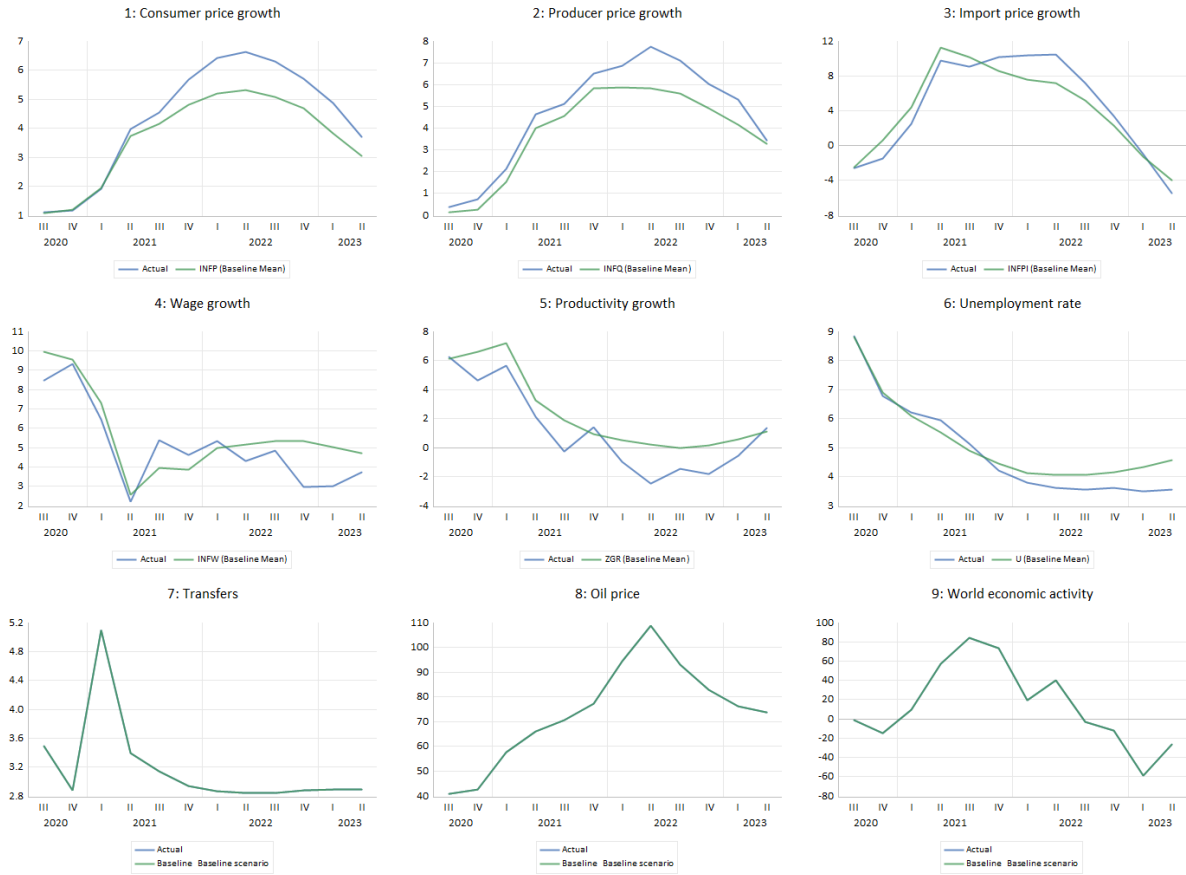 1: Consumer price growth
7
6
5
4
3
2
1
III IV I II III IV I II III IV I II
2020 2021 2022 2023
Actual INFP (Baseline Mean)
2: Producer price growth
8
7
6
5
4
3
2
1
0
III IV I II III IV I II III IV I II
2020 2021 2022 2023
Actual INFQ (Baseline Mean)
3: Import price growth
12
8
4
0
-4
-8
III IV I II III IV I II III IV I II
2020 2021 2022 2023
Actual INFPI (Baseline Mean)
4: Wage growth
11
10
9
8
7
6
5
4
3
2
III IV I II III IV I II III IV I II
2020 2021 2022 2023
Actual INFW (Baseline Mean)
5: Productivity growth
8
6
4
2
0
-2
-4
III IV I II III IV I II III IV I II
2020 2021 2022 2023
Actual ZGR (Baseline Mean)
6: Unemployment rate
9
8
7
6
5
4
3
III IV I II III IV I II III IV I II
2020 2021 2022 2023
Actual U (Baseline Mean)
7: Transfers
5.2
4.8
4.4
4.0
3.6
3.2
2.8
III IV I II III IV I II III IV I II
2020 2021 2022 2023
Actual
Baseline Baseline scenario
8: Oil price
110
100
90
80
70
60
50
40
III IV I II III IV I II III IV I II
2020 2021 2022 2023
Actual
Baseline Baseline scenario
9: World economic activity
100
80
60
40
20
0
-20
-40
-60
-80
III IV I II III IV I II III IV I II
2020 2021 2022 2023
Actual
Baseline Baseline scenario